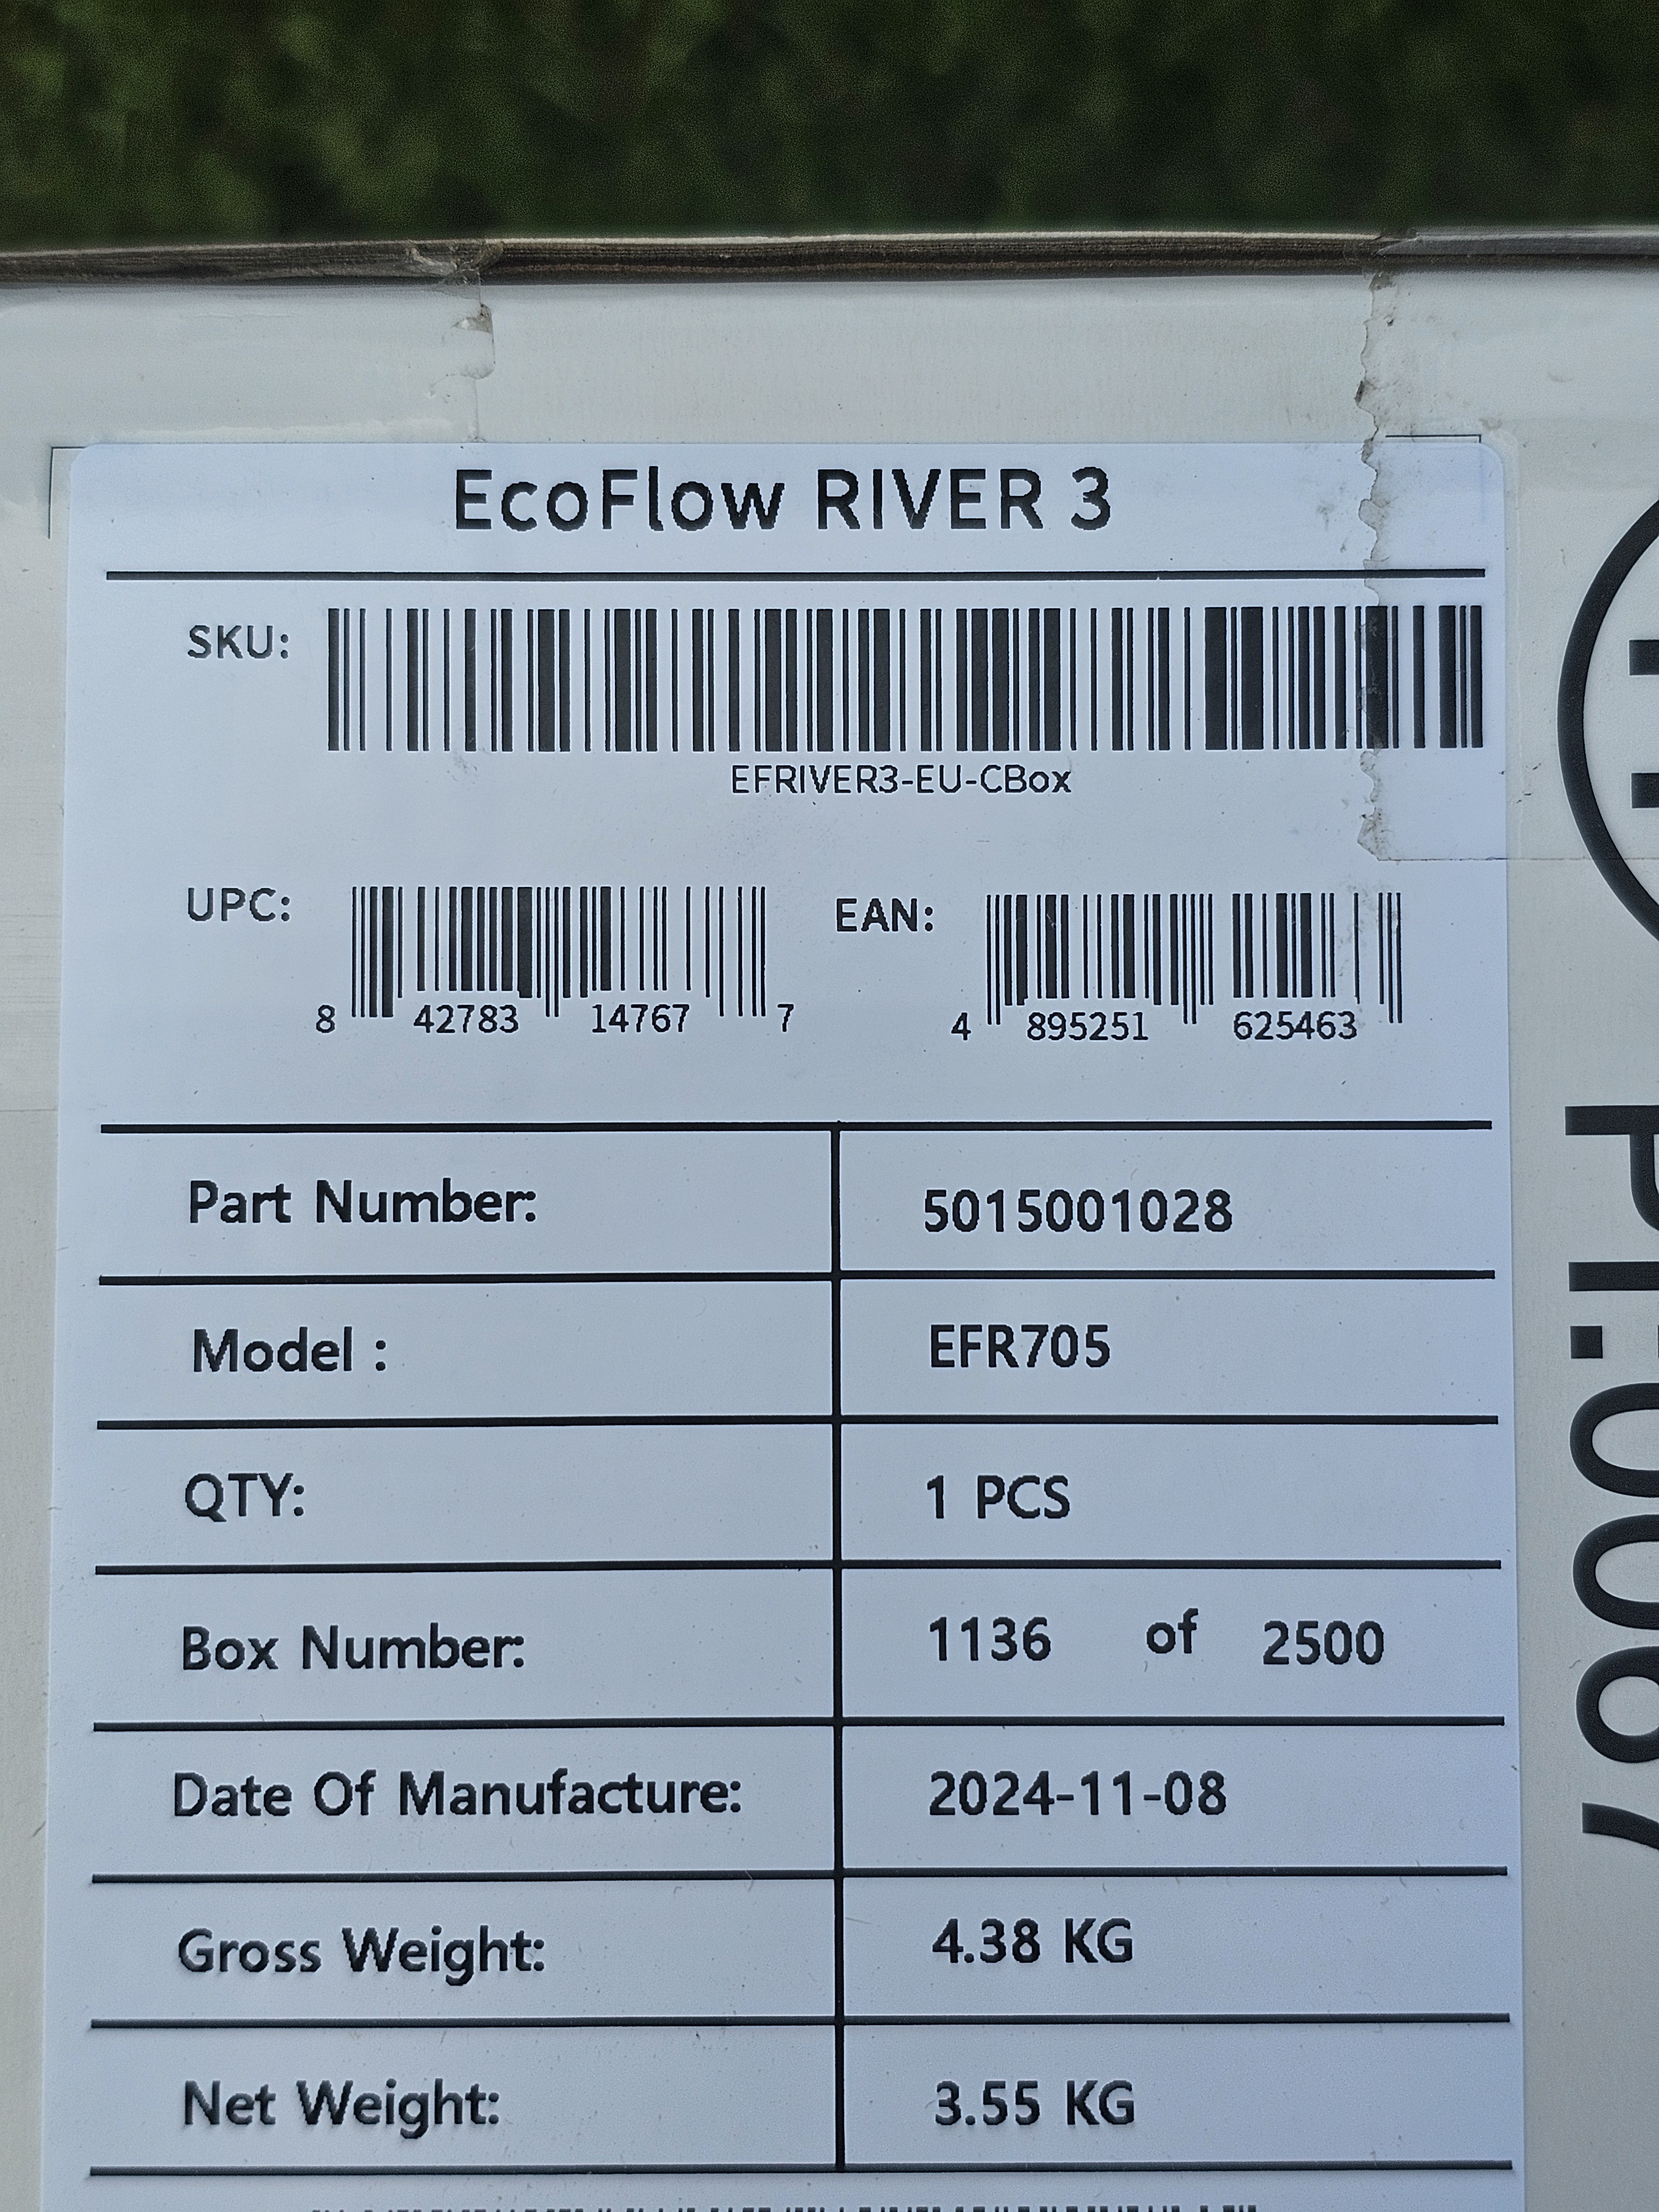 EcoFlow RIVER 3
SKU:
EFRIVER3-EU-CBox
UPC:
8 42783 14767 7
EAN:
4 895251 625463
Part Number: 5015001028
Model : EFR705
QTY: 1 PCS
Box Number: 1136 of 2500
Date Of Manufacture: 2024-11-08
Gross Weight: 4.38 KG
Net Weight: 3.55 KG